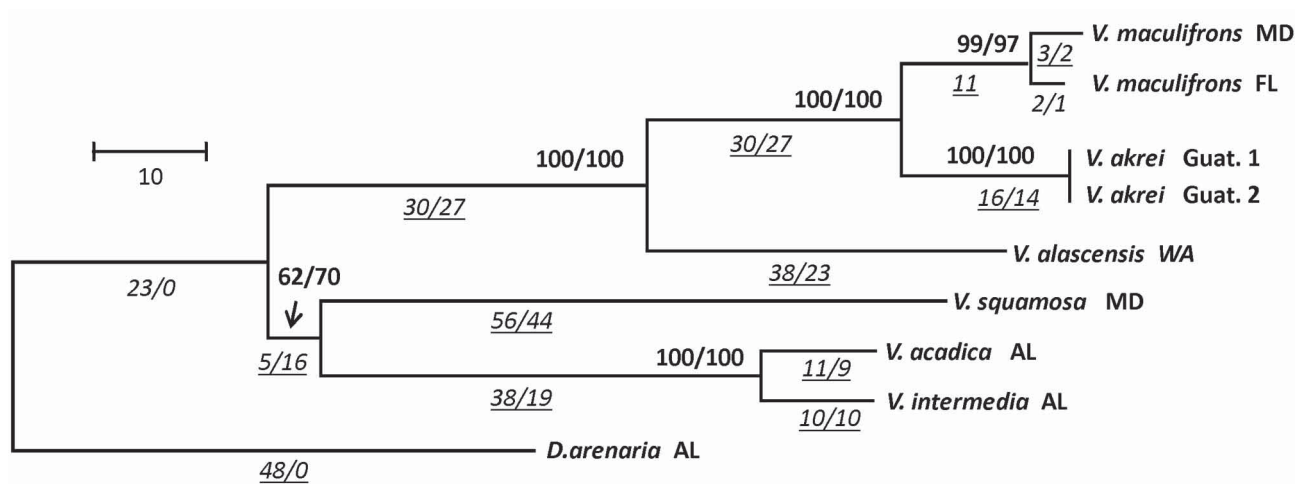 99/97
V. maculifrons MD
3/2
11
V. maculifrons FL
2/1
100/100
10
30/27
100/100
V. akrei Guat. 1
100/100
16/14
V. akrei Guat. 2
30/27
V. alascensis WA
38/23
23/0
62/70
V. squamosa MD
56/44
5/16
100/100
V. acadica AL
11/9
38/19
V. intermedia AL
10/10
D.arenaria AL
48/0